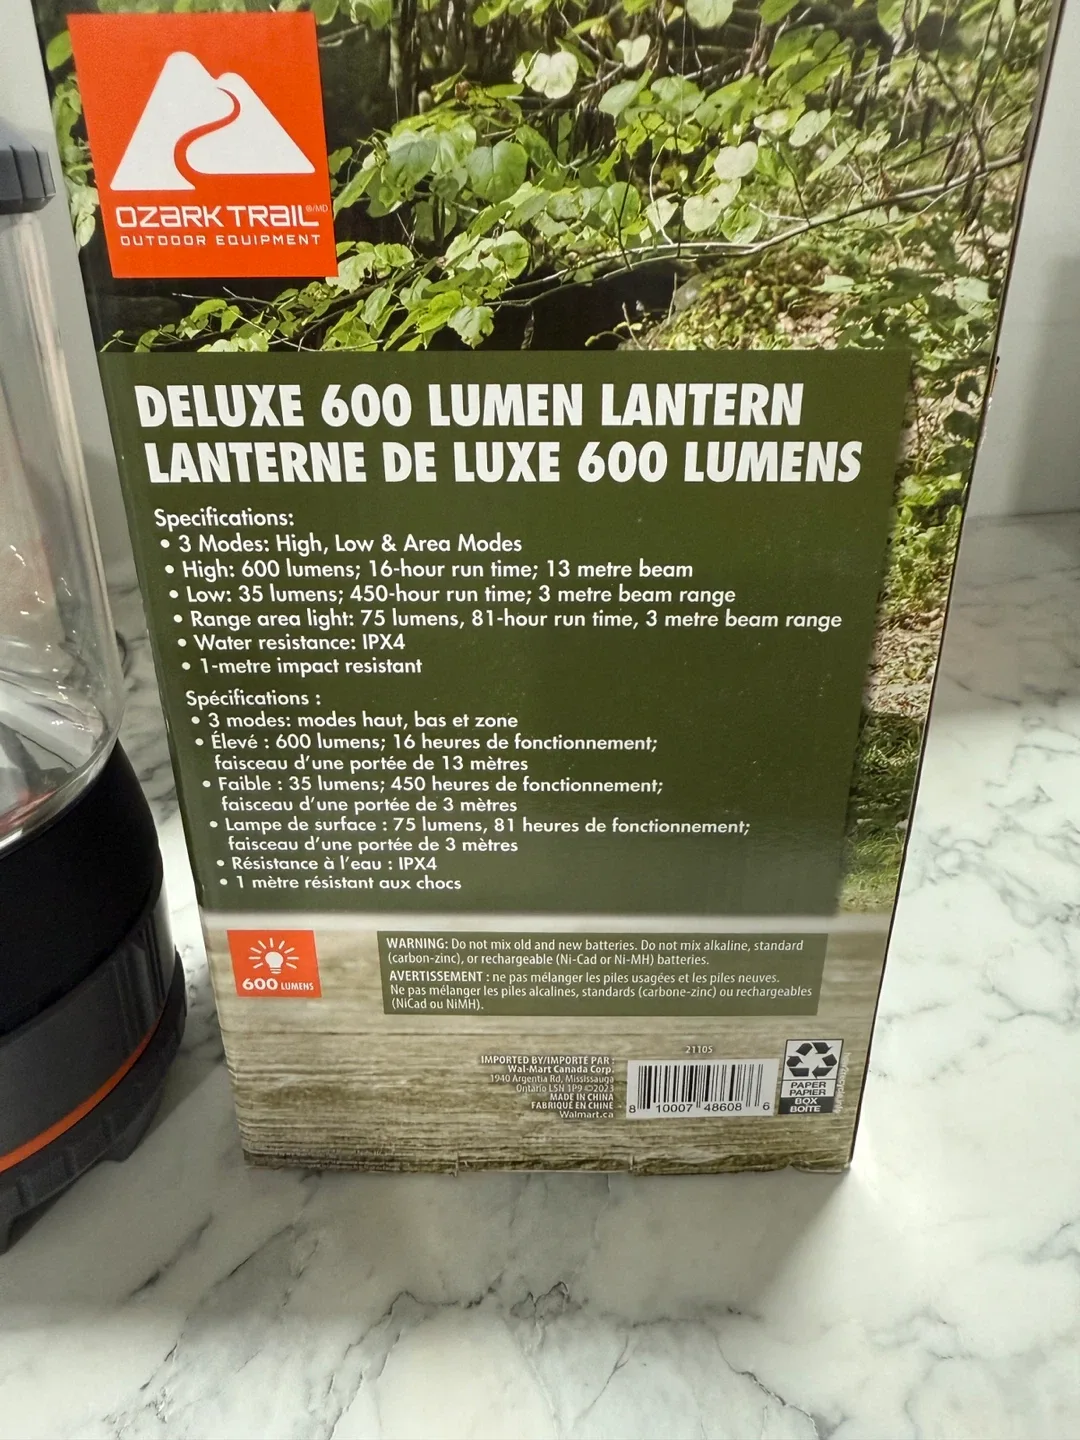 OZARK TRAIL®/MD
OUTDOOR EQUIPMENT
DELUXE 600 LUMEN LANTERN
LANTERNE DE LUXE 600 LUMENS
Specifications:
• 3 Modes: High, Low & Area Modes
• High: 600 lumens; 16-hour run time; 13 metre beam
• Low: 35 lumens; 450-hour run time; 3 metre beam range
• Range area light: 75 lumens, 81-hour run time, 3 metre beam range
• Water resistance: IPX4
• 1-metre impact resistant
Spécifications :
• 3 modes: modes haut, bas et zone
• Élevé : 600 lumens; 16 heures de fonctionnement;
faisceau d'une portée de 13 mètres
• Faible : 35 lumens; 450 heures de fonctionnement;
faisceau d'une portée de 3 mètres
• Lampe de surface : 75 lumens, 81 heures de fonctionnement;
faisceau d'une portée de 3 mètres
• Résistance à l'eau : IPX4
• 1 mètre résistant aux chocs
600 LUMENS
WARNING: Do not mix old and new batteries. Do not mix alkaline, standard
(carbon-zinc), or rechargeable (Ni-Cad or Ni-MH) batteries.
AVERTISSEMENT : ne pas mélanger les piles usagées et les piles neuves.
Ne pas mélanger les piles alcalines, standards (carbone-zinc) ou rechargeables
(NiCad ou NiMH).
IMPORTED BY/IMPORTÉ PAR :
Wal-Mart Canada Corp.
1940 Argentia Rd, Mississauga
Ontario L5N 1P9 ©2023
MADE IN CHINA
FABRIQUÉ EN CHINE
Walmart.ca
21105
8 10007 48608 6
PAPER
PAPIER
BOX
BOÎTE